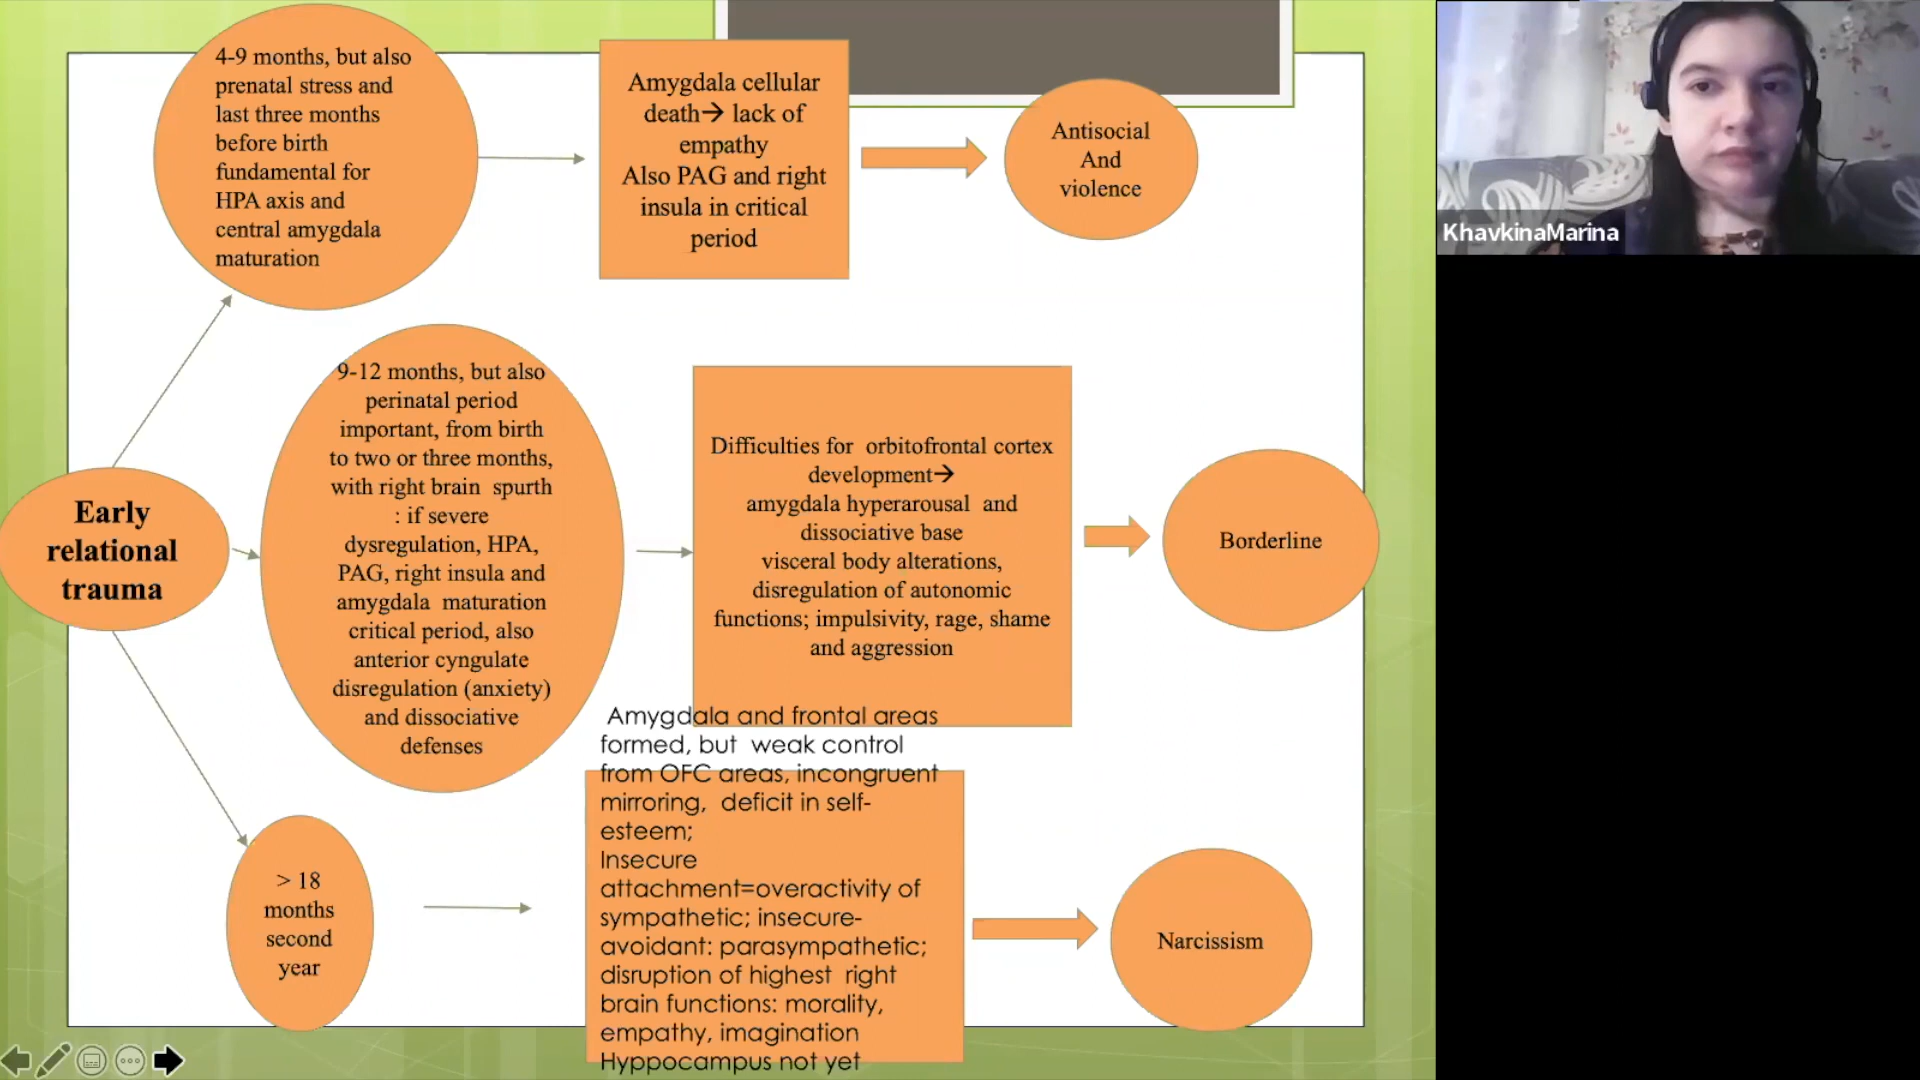 4-9 months, but also
prenatal stress and
last three months
before birth
fundamental for
HPA axis and
central amygdala
maturation
Amygdala cellular
death→ lack of
empathy
Also PAG and right
insula in critical
period
Antisocial
And
violence
KhavkinaMarina
Early
relational
trauma
9-12 months, but also
perinatal period
important, from birth
to two or three months,
with right brain spurth
: if severe
dysregulation, HPA,
PAG, right insula and
amygdala maturation
critical period, also
anterior cyngulate
disregulation (anxiety)
and dissociative
defenses
Difficulties for orbitofrontal cortex
development→
amygdala hyperarousal and
dissociative base
visceral body alterations,
disregulation of autonomic
functions; impulsivity, rage, shame
and aggression
Borderline
> 18
months
second
year
Amygdala and frontal areas
formed, but weak control
from OFC areas, incongruent
mirroring, deficit in self-
esteem;
Insecure
attachment=overactivity of
sympathetic; insecure-
avoidant: parasympathetic;
disruption of highest right
brain functions: morality,
empathy, imagination
Hyppocampus not yet
Narcissism